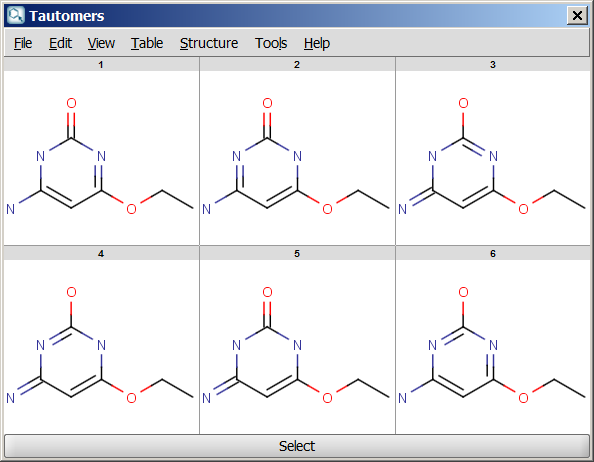 Tautomers
File Edit View Table Structure Tools Help
1 2 3
O O O
N N N N N N
N O N O N O
4 5 6
O O O
N N N N N N
N O N O N O
Select